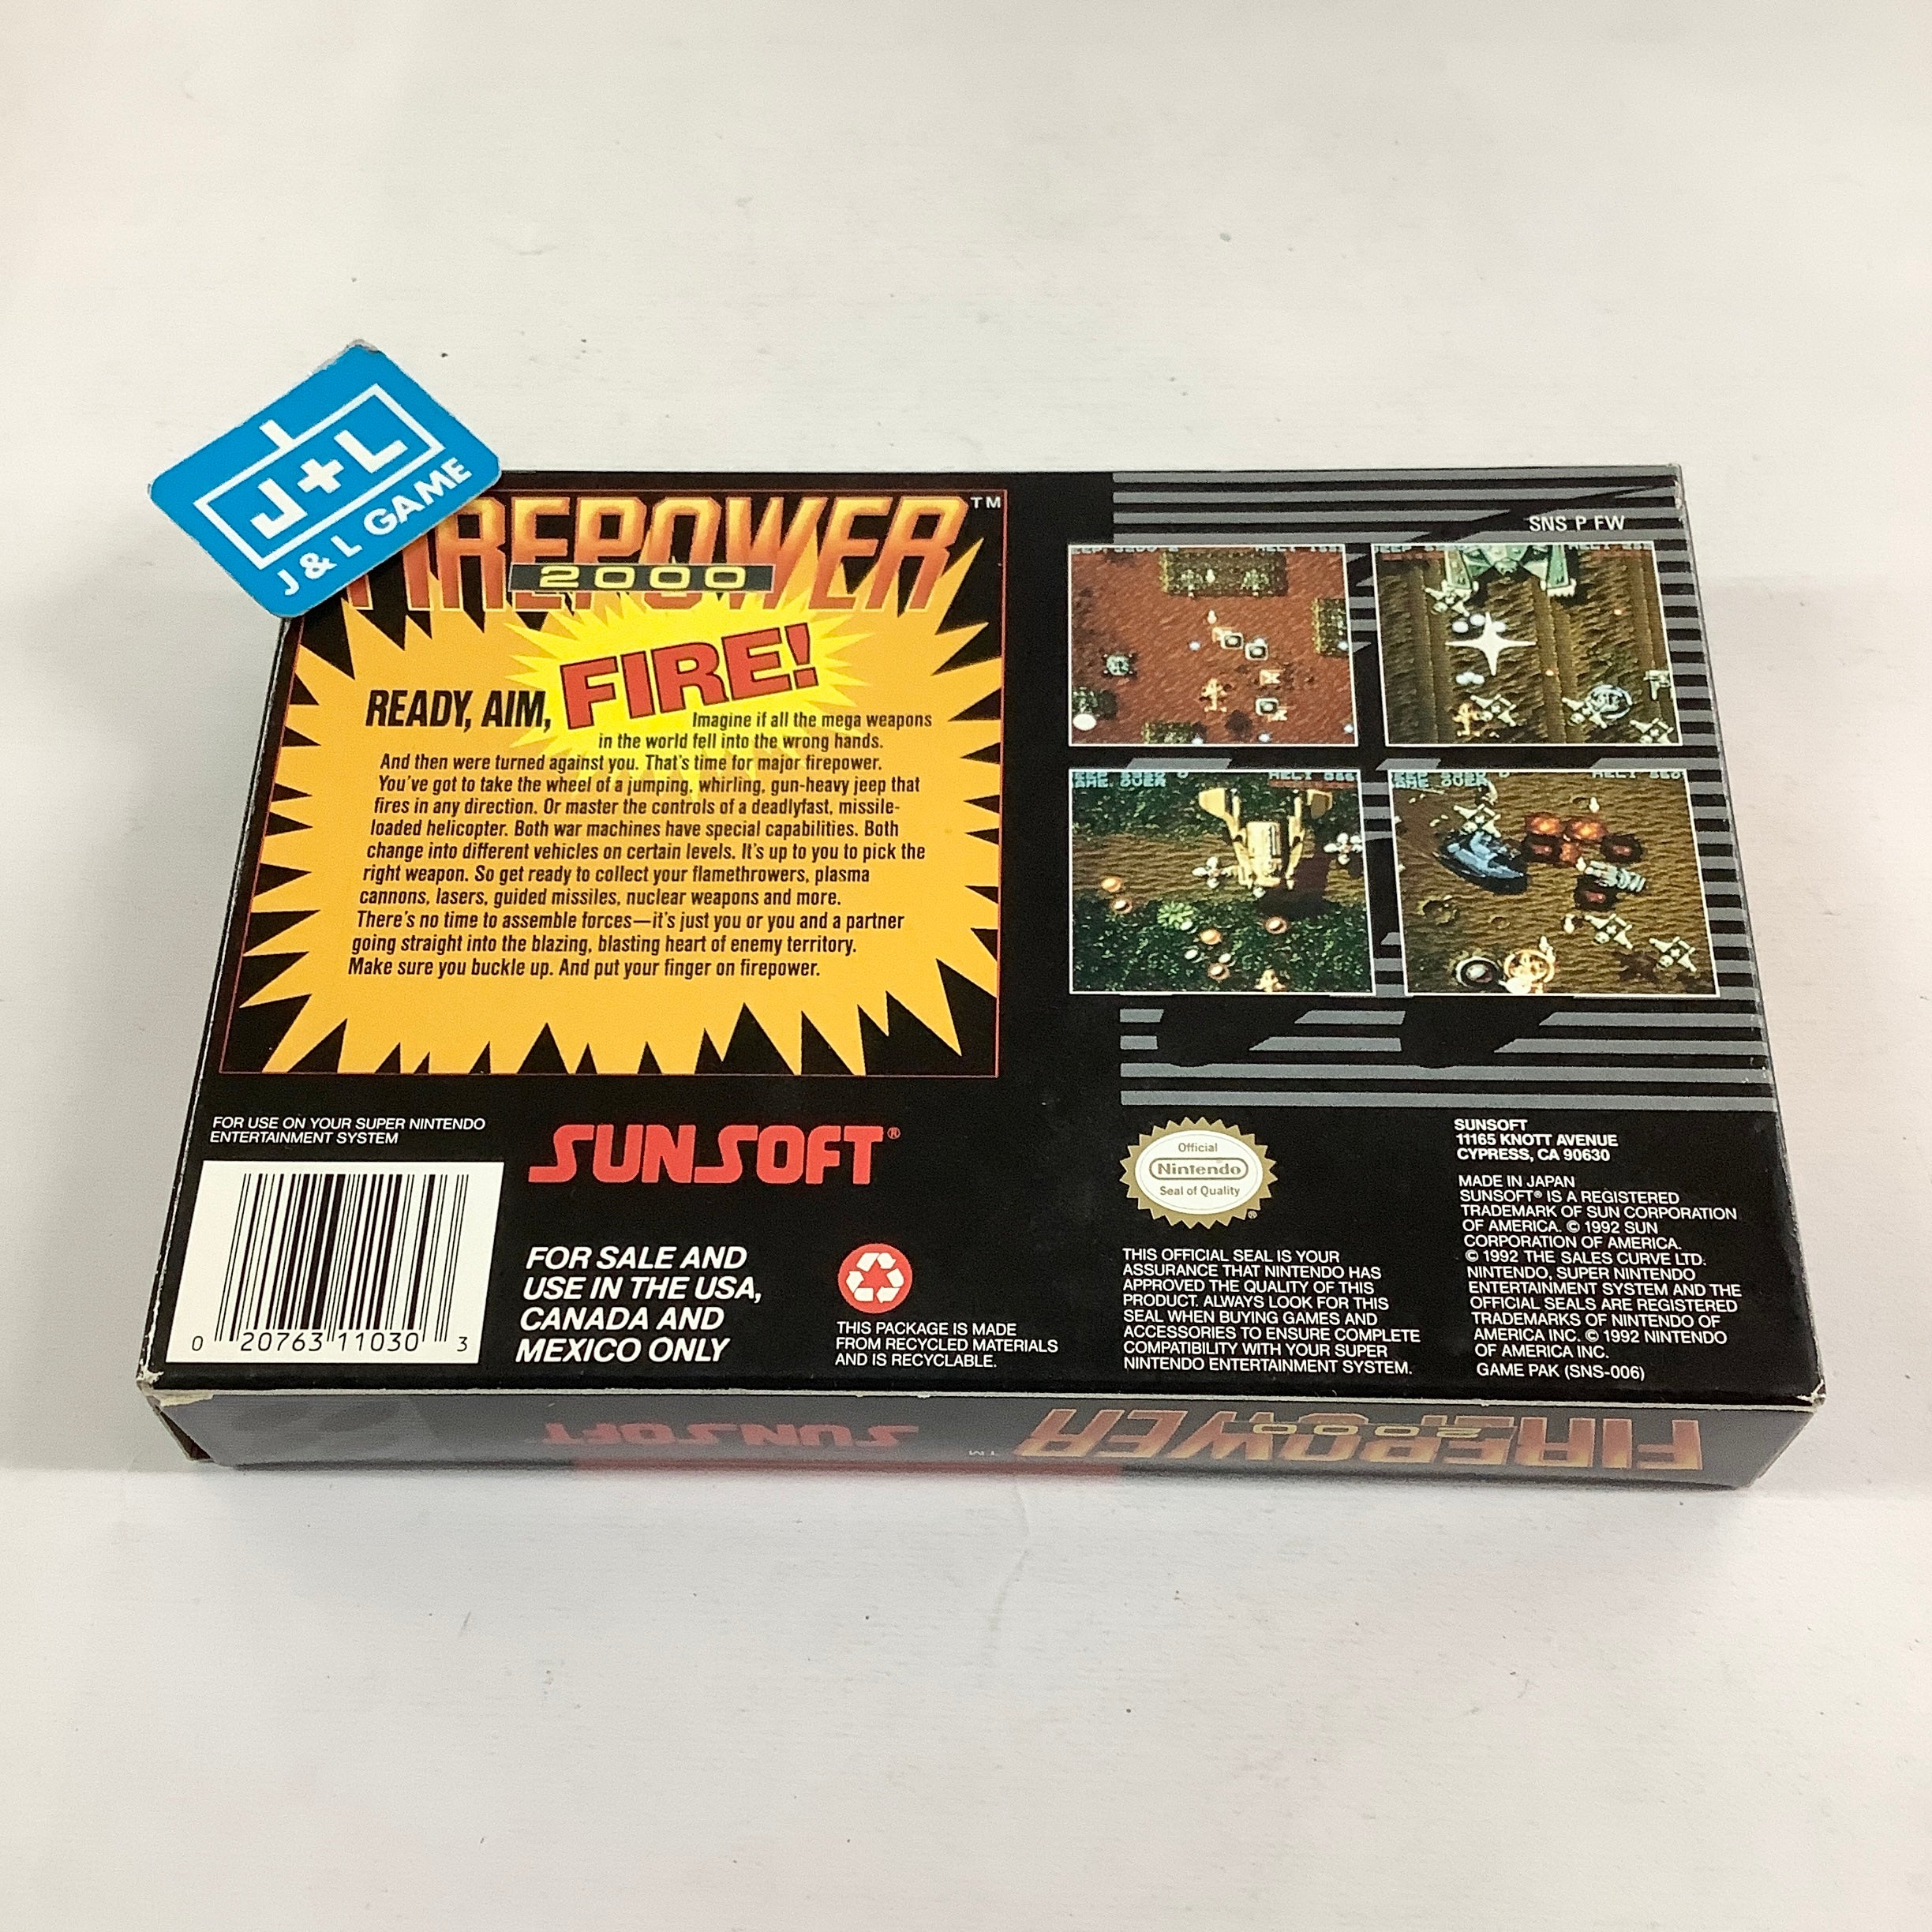 J+L
J & L GAME
FIREPOWER™
2000
READY, AIM, FIRE!
Imagine if all the mega weapons
in the world fell into the wrong hands.
And then were turned against you. That's time for major firepower.
You've got to take the wheel of a jumping, whirling, gun-heavy jeep that
fires in any direction. Or master the controls of a deadlyfast, missile-
loaded helicopter. Both war machines have special capabilities. Both
change into different vehicles on certain levels. It's up to you to pick the
right weapon. So get ready to collect your flamethrowers, plasma
cannons, lasers, guided missiles, nuclear weapons and more.
There's no time to assemble forces—it's just you or you and a partner
going straight into the blazing, blasting heart of enemy territory.
Make sure you buckle up. And put your finger on firepower.
SNS P FW
GAME OVER
GAME OVER
FOR USE ON YOUR SUPER NINTENDO
ENTERTAINMENT SYSTEM
0 20763 11030 3
SUNSOFT®
FOR SALE AND
USE IN THE USA,
CANADA AND
MEXICO ONLY
THIS PACKAGE IS MADE
FROM RECYCLED MATERIALS
AND IS RECYCLABLE.
Official
Nintendo
Seal of Quality
®
THIS OFFICIAL SEAL IS YOUR
ASSURANCE THAT NINTENDO HAS
APPROVED THE QUALITY OF THIS
PRODUCT. ALWAYS LOOK FOR THIS
SEAL WHEN BUYING GAMES AND
ACCESSORIES TO ENSURE COMPLETE
COMPATIBILITY WITH YOUR SUPER
NINTENDO ENTERTAINMENT SYSTEM.
SUNSOFT
11165 KNOTT AVENUE
CYPRESS, CA 90630
MADE IN JAPAN
SUNSOFT® IS A REGISTERED
TRADEMARK OF SUN CORPORATION
OF AMERICA. © 1992 SUN
CORPORATION OF AMERICA.
© 1992 THE SALES CURVE LTD.
NINTENDO, SUPER NINTENDO
ENTERTAINMENT SYSTEM AND THE
OFFICIAL SEALS ARE REGISTERED
TRADEMARKS OF NINTENDO OF
AMERICA INC. © 1992 NINTENDO
OF AMERICA INC.
GAME PAK (SNS-006)
FIREPOWER™
2000
SUNSOFT